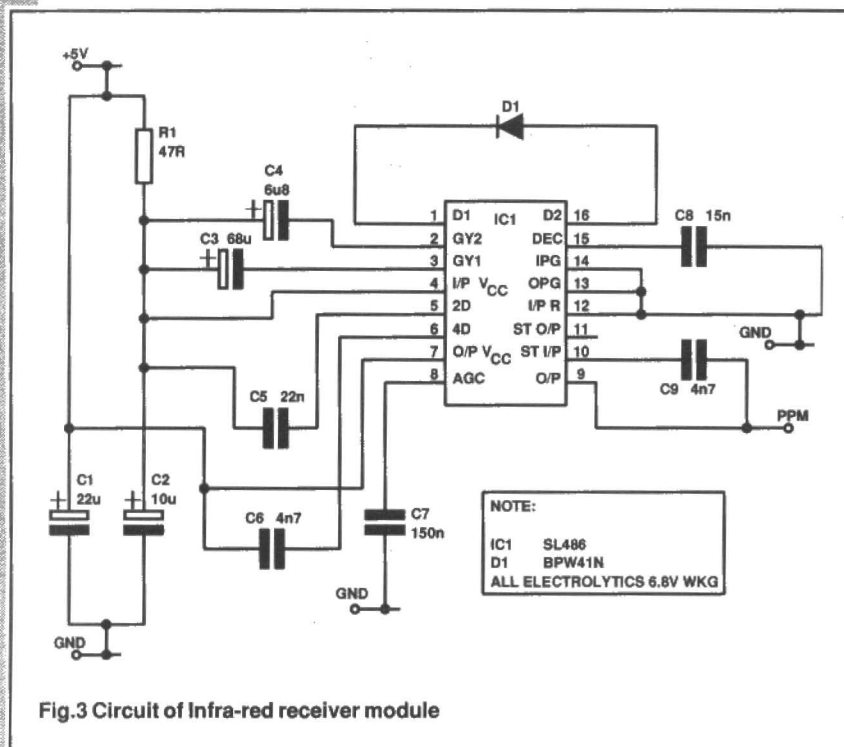 +5V
R1
47R
C4
+ 6u8
C3 68u
+
D1
1 D1 IC1 D2 16
2 GY2 DEC 15
3 GY1 IPG 14
4 I/P VCC OPG 13
5 2D I/P R 12
6 4D ST O/P 11
7 O/P VCC ST I/P 10
8 AGC O/P 9
C8 15n
GND
C9 4n7
PPM
C5 22n
C1
+ 22u
C2
+ 10u
C6 4n7
C7
150n
GND
GND
NOTE:
IC1 SL486
D1 BPW41N
ALL ELECTROLYTICS 6.8V WKG
Fig.3 Circuit of Infra-red receiver module